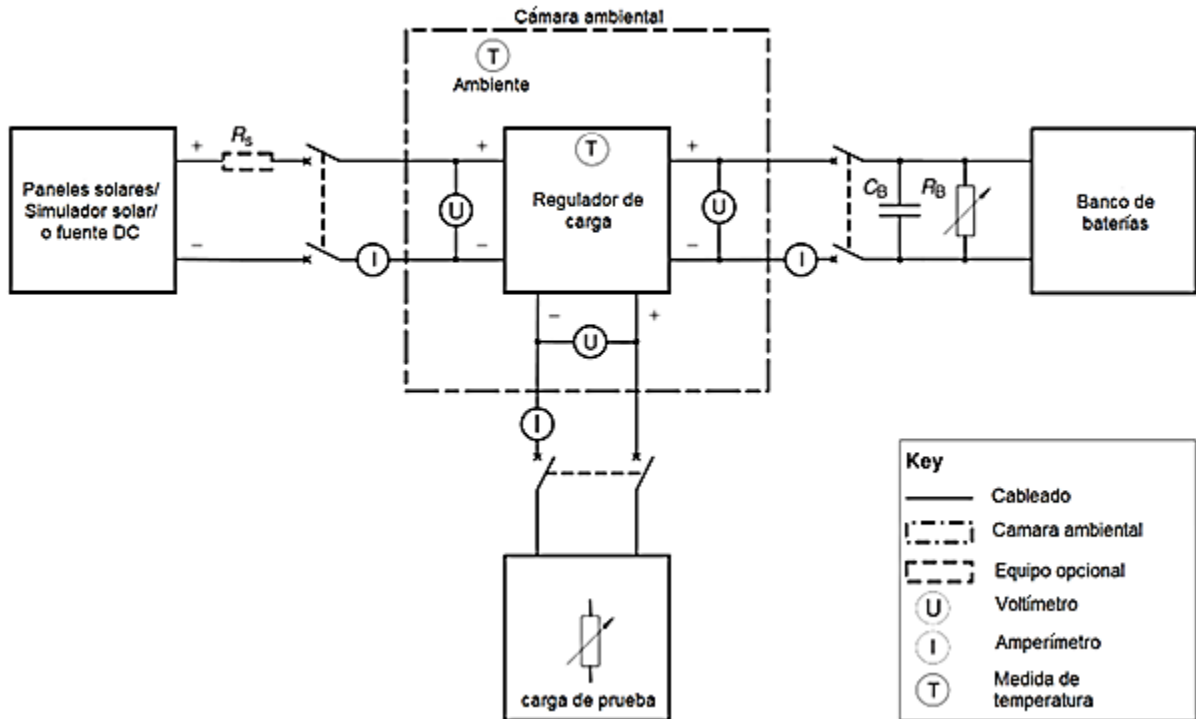 Cámara ambiental
T
Ambiente
Paneles solares/
Simulador solar/
o fuente DC
+
−
Rs
I
U
+
−
T
Regulador de
carga
+
−
U
I
CB
RB
Banco de
baterías
−
+
U
I
carga de prueba
Key
Cableado
Camara ambiental
Equipo opcional
U
Voltímetro
I
Amperímetro
T
Medida de
temperatura